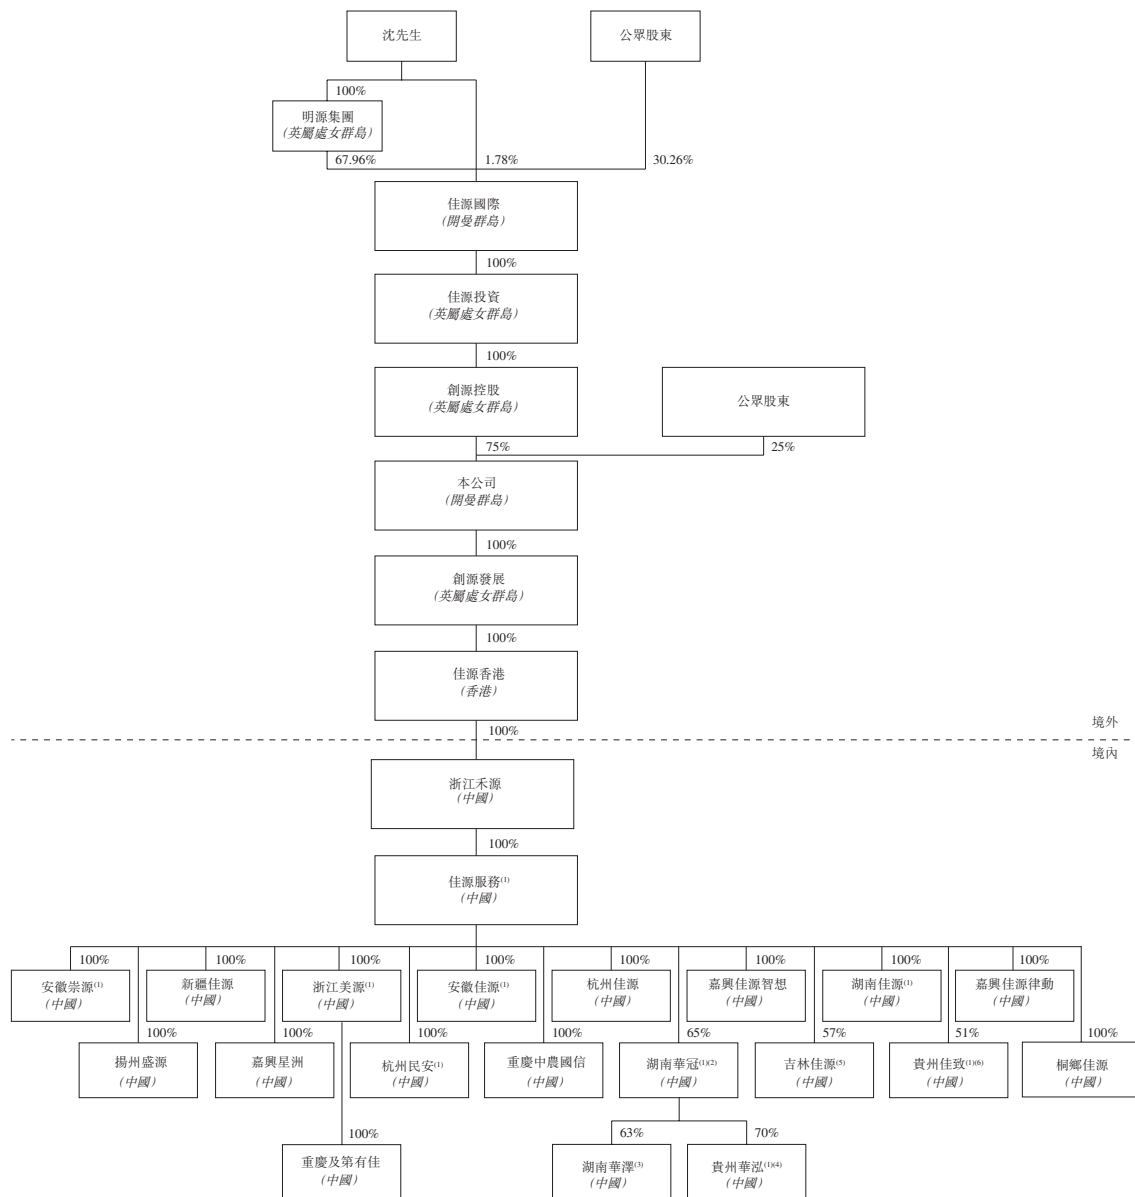 沈先生
公眾股東
100%
明源集團
(英屬處女群島)
67.96%
1.78%
30.26%
佳源國際
(開曼群島)
100%
佳源投資
(英屬處女群島)
100%
創源控股
(英屬處女群島)
公眾股東
75%
25%
本公司
(開曼群島)
100%
創源發展
(英屬處女群島)
100%
佳源香港
(香港)
100%
境外
境內
浙江禾源
(中國)
100%
佳源服務(1)
(中國)
100%
100%
100%
100%
100%
100%
100%
100%
安徽崇源(1)
(中國)
新疆佳源
(中國)
浙江美源(1)
(中國)
安徽佳源(1)
(中國)
杭州佳源
(中國)
嘉興佳源智想
(中國)
湖南佳源(1)
(中國)
嘉興佳源律動
(中國)
100%
100%
100%
100%
65%
57%
51%
100%
揚州盛源
(中國)
嘉興星洲
(中國)
杭州民安(1)
(中國)
重慶中農國信
(中國)
湖南華冠(1)(2)
(中國)
吉林佳源(5)
(中國)
貴州佳致(1)(6)
(中國)
桐鄉佳源
(中國)
100%
63%
70%
重慶及第有佳
(中國)
湖南華澤(3)
(中國)
貴州華泓(1)(4)
(中國)